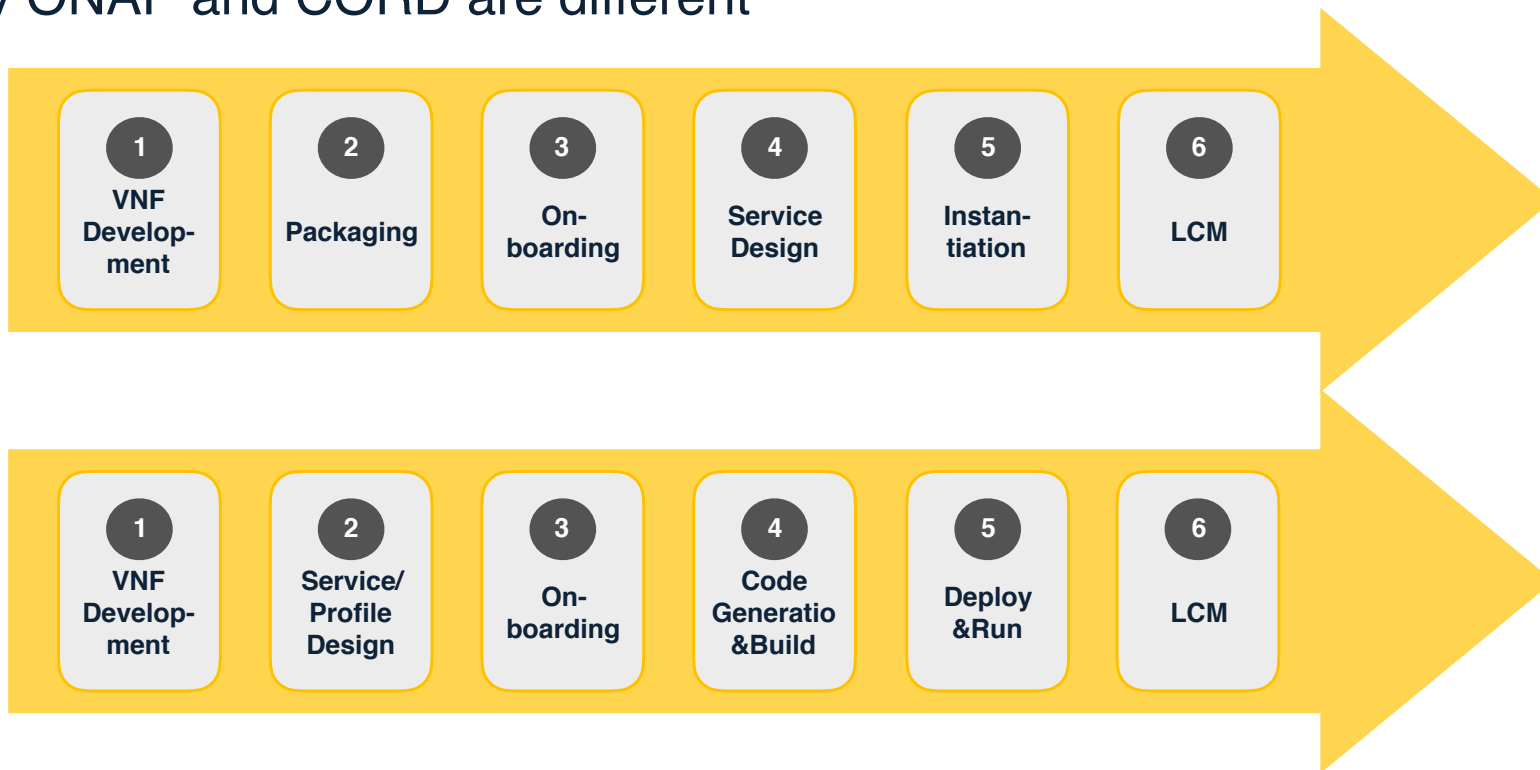 ONAP and CORD are different
1
VNF
Develop-
ment
2
Packaging
3
On-
boarding
4
Service
Design
5
Instan-
tiation
6
LCM
1
VNF
Develop-
ment
2
Service/
Profile
Design
3
On-
boarding
4
Code
Generatio
&Build
5
Deploy
&Run
6
LCM